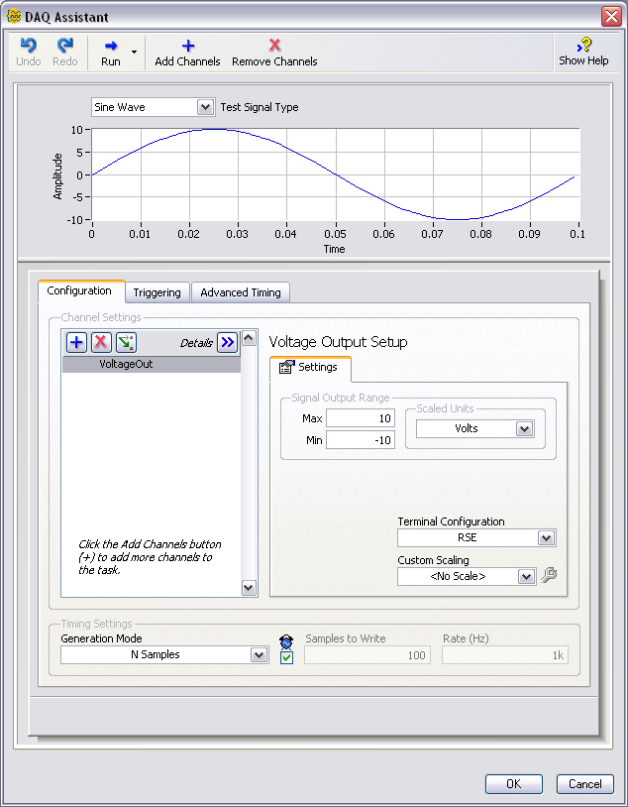 DAQ Assistant
Undo Redo Run Add Channels Remove Channels Show Help
Sine Wave Test Signal Type
10
5
0
-5
-10
Amplitude
0 0.01 0.02 0.03 0.04 0.05 0.06 0.07 0.08 0.09 0.1
Time
Configuration Triggering Advanced Timing
Channel Settings
Details
VoltageOut
Click the Add Channels button
(+) to add more channels to
the task.
Voltage Output Setup
Settings
Signal Output Range
Max 10
Min -10
Scaled Units
Volts
Terminal Configuration
RSE
Custom Scaling
<No Scale>
Timing Settings
Generation Mode Samples to Write Rate (Hz)
N Samples 100 1k
OK Cancel